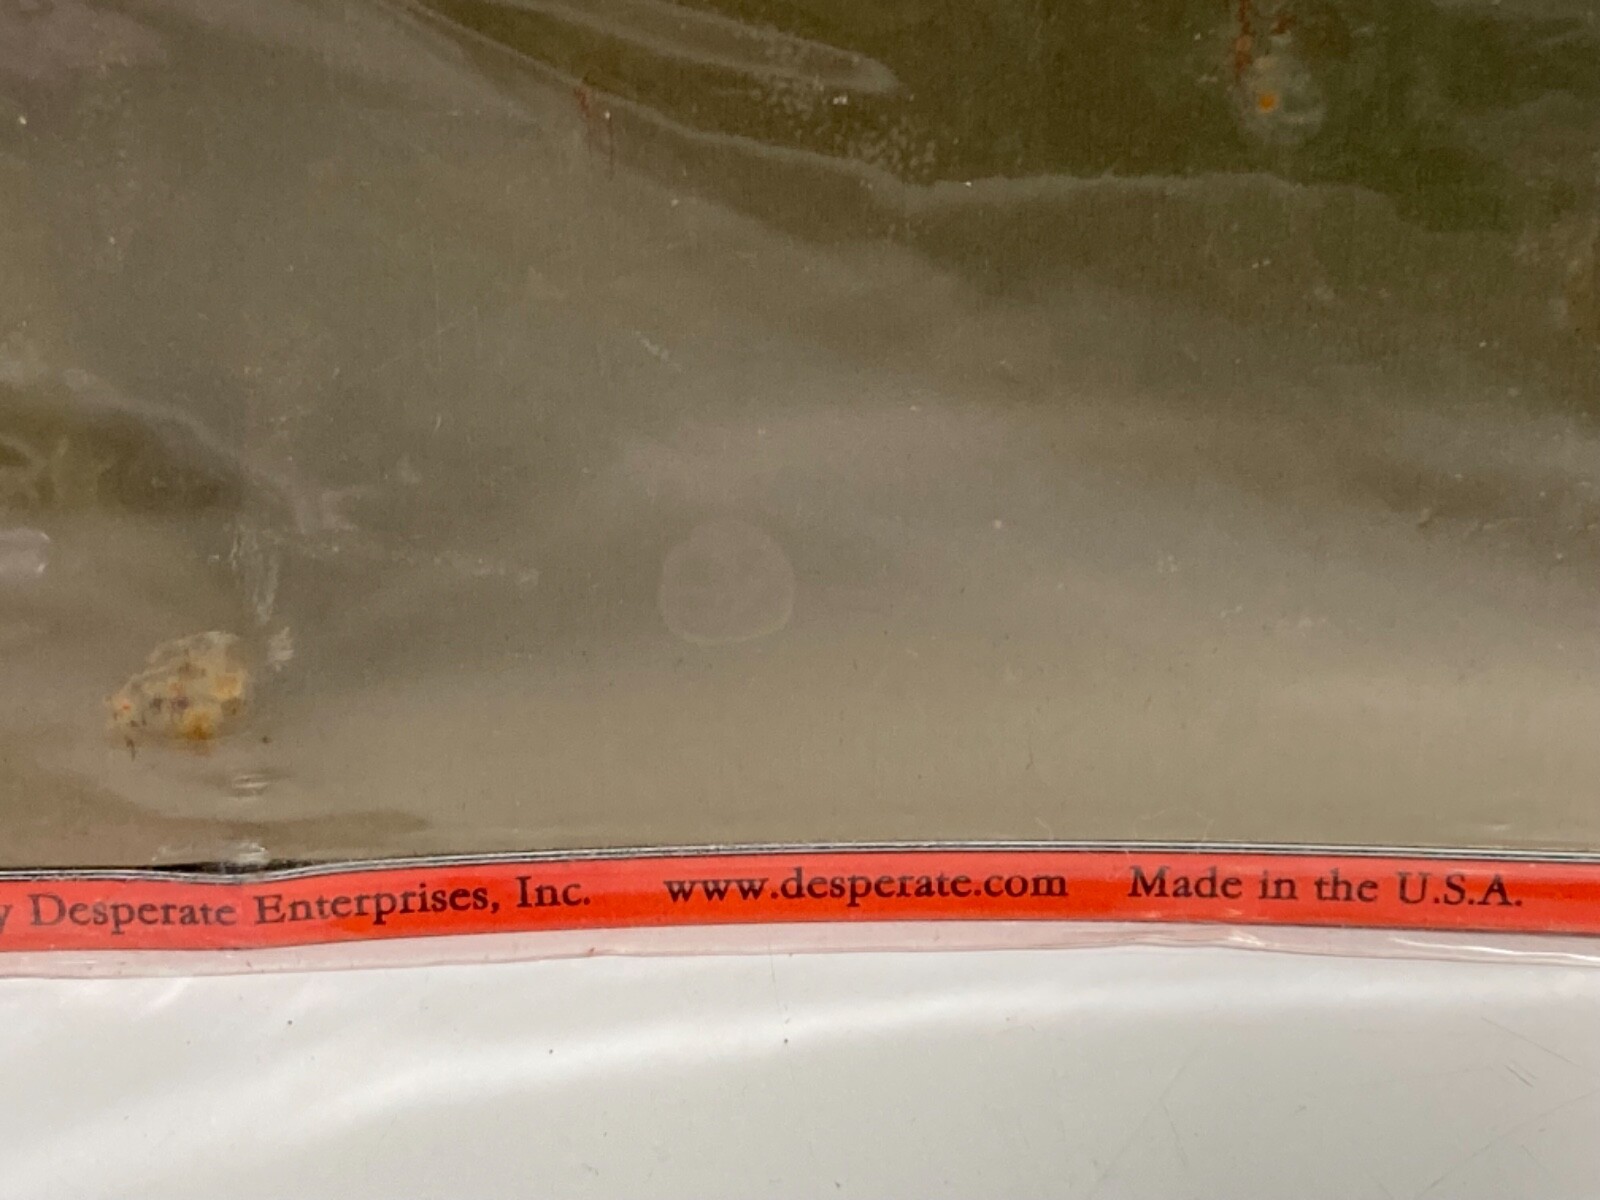 Desperate Enterprises, Inc. www.desperate.com Made in the U.S.A.